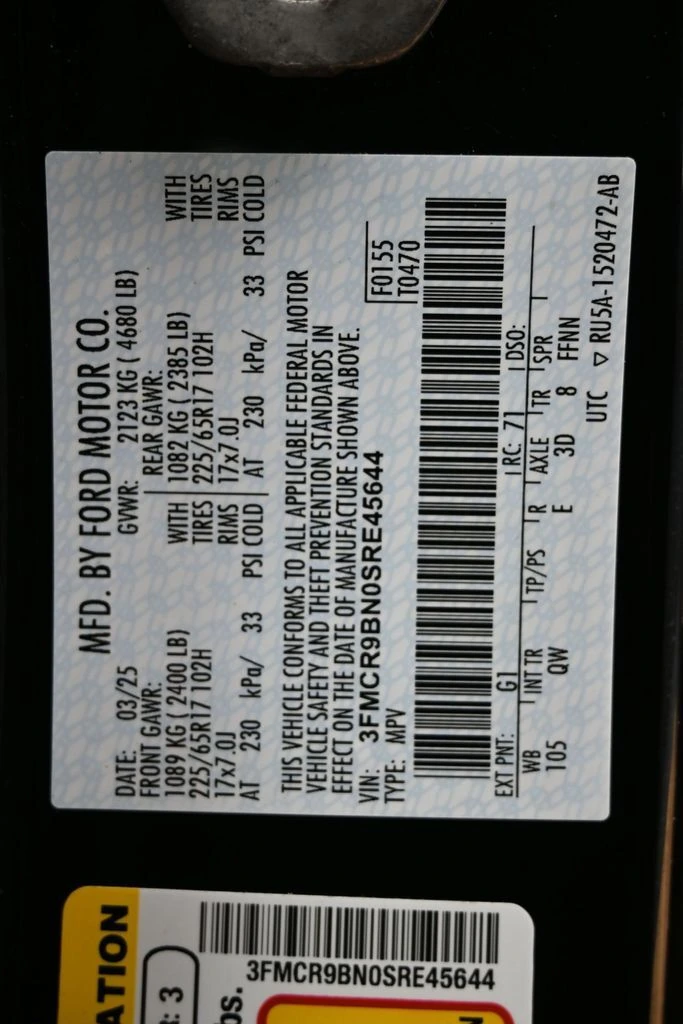 MFD. BY FORD MOTOR CO.
DATE: 03/25 GVWR: 2123 KG ( 4680 LB)
FRONT GAWR: REAR GAWR:
1089 KG ( 2400 LB) WITH 1082 KG ( 2385 LB) WITH
225/65R17 102H TIRES 225/65R17 102H TIRES
17x7.0J RIMS 17x7.0J RIMS
AT 230 kPa/ 33 PSI COLD AT 230 kPa/ 33 PSI COLD
THIS VEHICLE CONFORMS TO ALL APPLICABLE FEDERAL MOTOR
VEHICLE SAFETY AND THEFT PREVENTION STANDARDS IN
EFFECT ON THE DATE OF MANUFACTURE SHOWN ABOVE.
VIN: 3FMCR9BN0SRE45644 F0155
TYPE: MPV T0470
EXT PNT: G1 RC: 71 DSO:
WB INT TR TP/PS R AXLE TR SPR
105 QW E 3D 8 FFNN
UTC ▽ RU5A-1520472-AB
ATION
: 3
bs.
3FMCR9BN0SRE45644
N